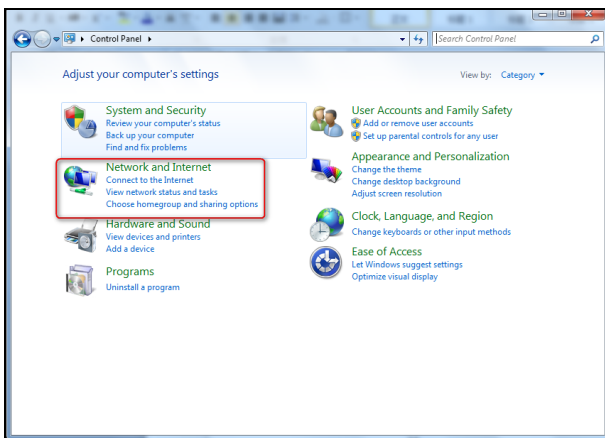 Control Panel
Search Control Panel
Adjust your computer's settings
View by: Category
System and Security
Review your computer's status
Back up your computer
Find and fix problems
Network and Internet
Connect to the Internet
View network status and tasks
Choose homegroup and sharing options
Hardware and Sound
View devices and printers
Add a device
Programs
Uninstall a program
User Accounts and Family Safety
Add or remove user accounts
Set up parental controls for any user
Appearance and Personalization
Change the theme
Change desktop background
Adjust screen resolution
Clock, Language, and Region
Change keyboards or other input methods
Ease of Access
Let Windows suggest settings
Optimize visual display